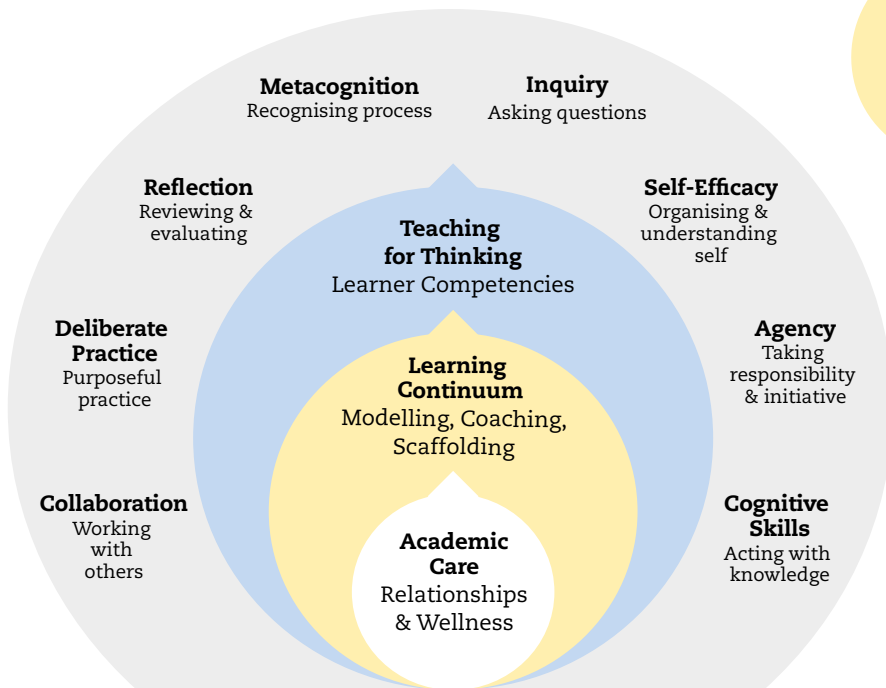 Metacognition
Recognising process
Inquiry
Asking questions
Reflection
Reviewing &
evaluating
Self-Efficacy
Organising &
understanding
self
Teaching
for Thinking
Learner Competencies
Deliberate
Practice
Purposeful
practice
Agency
Taking
responsibility
& initiative
Learning
Continuum
Modelling, Coaching,
Scaffolding
Collaboration
Working
with
others
Cognitive
Skills
Acting with
knowledge
Academic
Care
Relationships
& Wellness